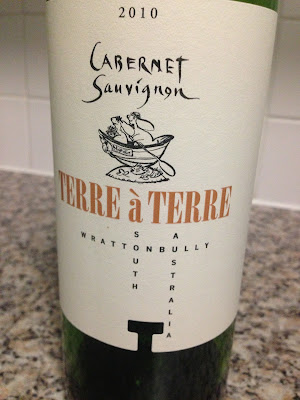 2010
CABERNET
Sauvignon
TERRE à TERRE
WRATTONBULLY
SOUTH
AUSTRALIA
T